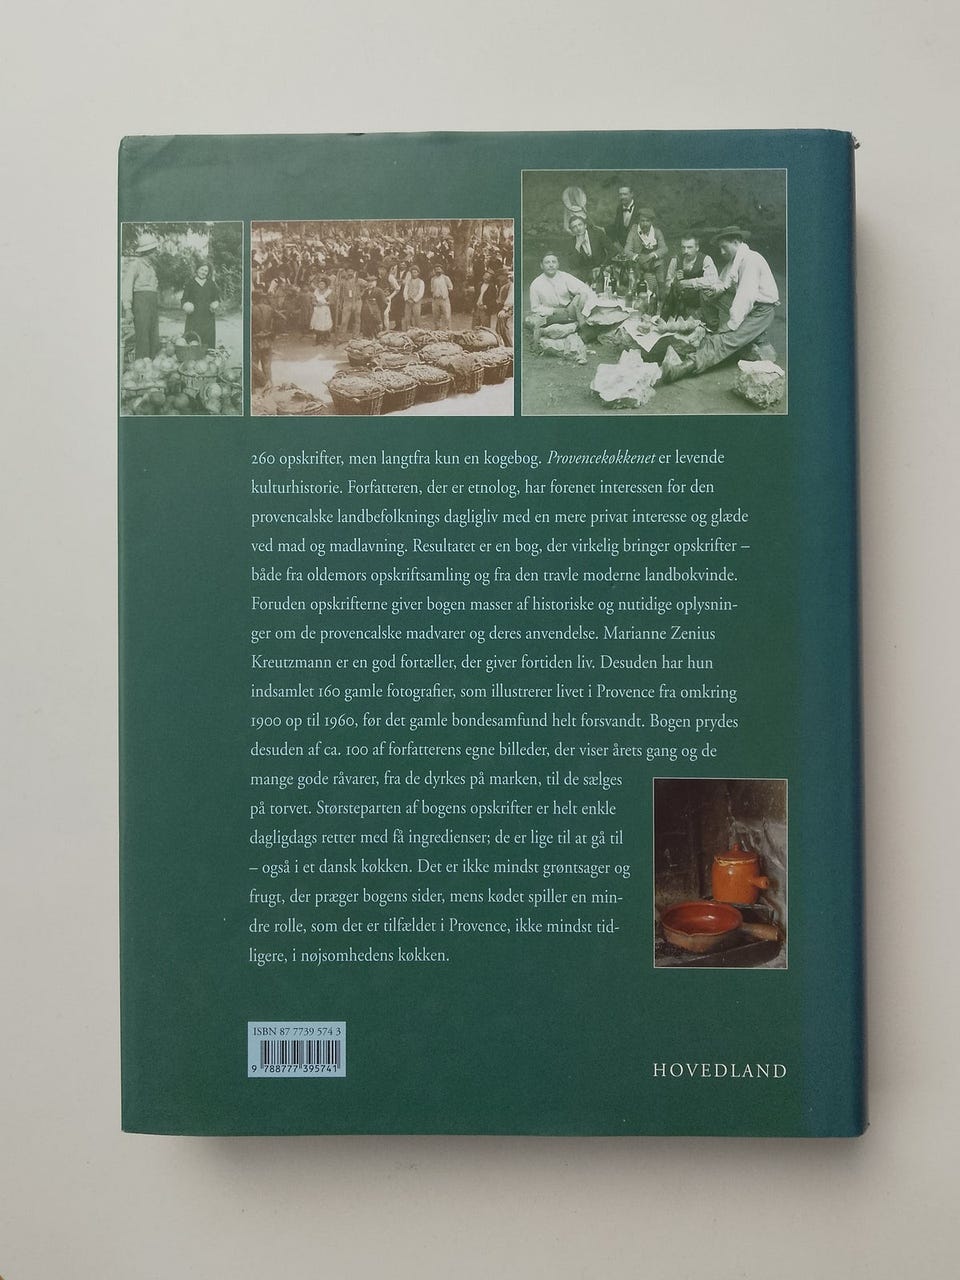 260 opskrifter, men langtfra kun en kogebog. Provencekøkkenet er levende
kulturhistorie. Forfatteren, der er etnolog, har forenet interessen for den
provencalske landbefolknings dagligliv med en mere privat interesse og glæde
ved mad og madlavning. Resultatet er en bog, der virkelig bringer opskrifter –
både fra oldemors opskriftsamling og fra den travle moderne landbokvinde.
Foruden opskrifterne giver bogen masser af historiske og nutidige oplysnin-
ger om de provencalske madvarer og deres anvendelse. Marianne Zenius
Kreutzmann er en god fortæller, der giver fortiden liv. Desuden har hun
indsamlet 160 gamle fotografier, som illustrerer livet i Provence fra omkring
1900 op til 1960, før det gamle bondesamfund helt forsvandt. Bogen prydes
desuden af ca. 100 af forfatterens egne billeder, der viser årets gang og de
mange gode råvarer, fra de dyrkes på marken, til de sælges
på torvet. Størsteparten af bogens opskrifter er helt enkle
dagligdags retter med få ingredienser; de er lige til at gå til
– også i et dansk køkken. Det er ikke mindst grøntsager og
frugt, der præger bogens sider, mens kødet spiller en min-
dre rolle, som det er tilfældet i Provence, ikke mindst tid-
ligere, i nøjsomhedens køkken.
ISBN 87 7739 574 3
9 788777 395741
HOVEDLAND